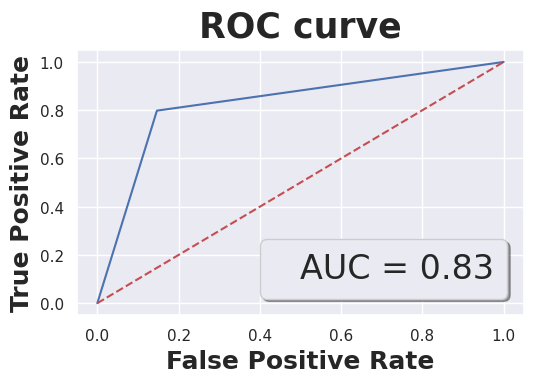 ROC curve
True Positive Rate
1.0
0.8
0.6
0.4
0.2
0.0
AUC = 0.83
0.0 0.2 0.4 0.6 0.8 1.0
False Positive Rate